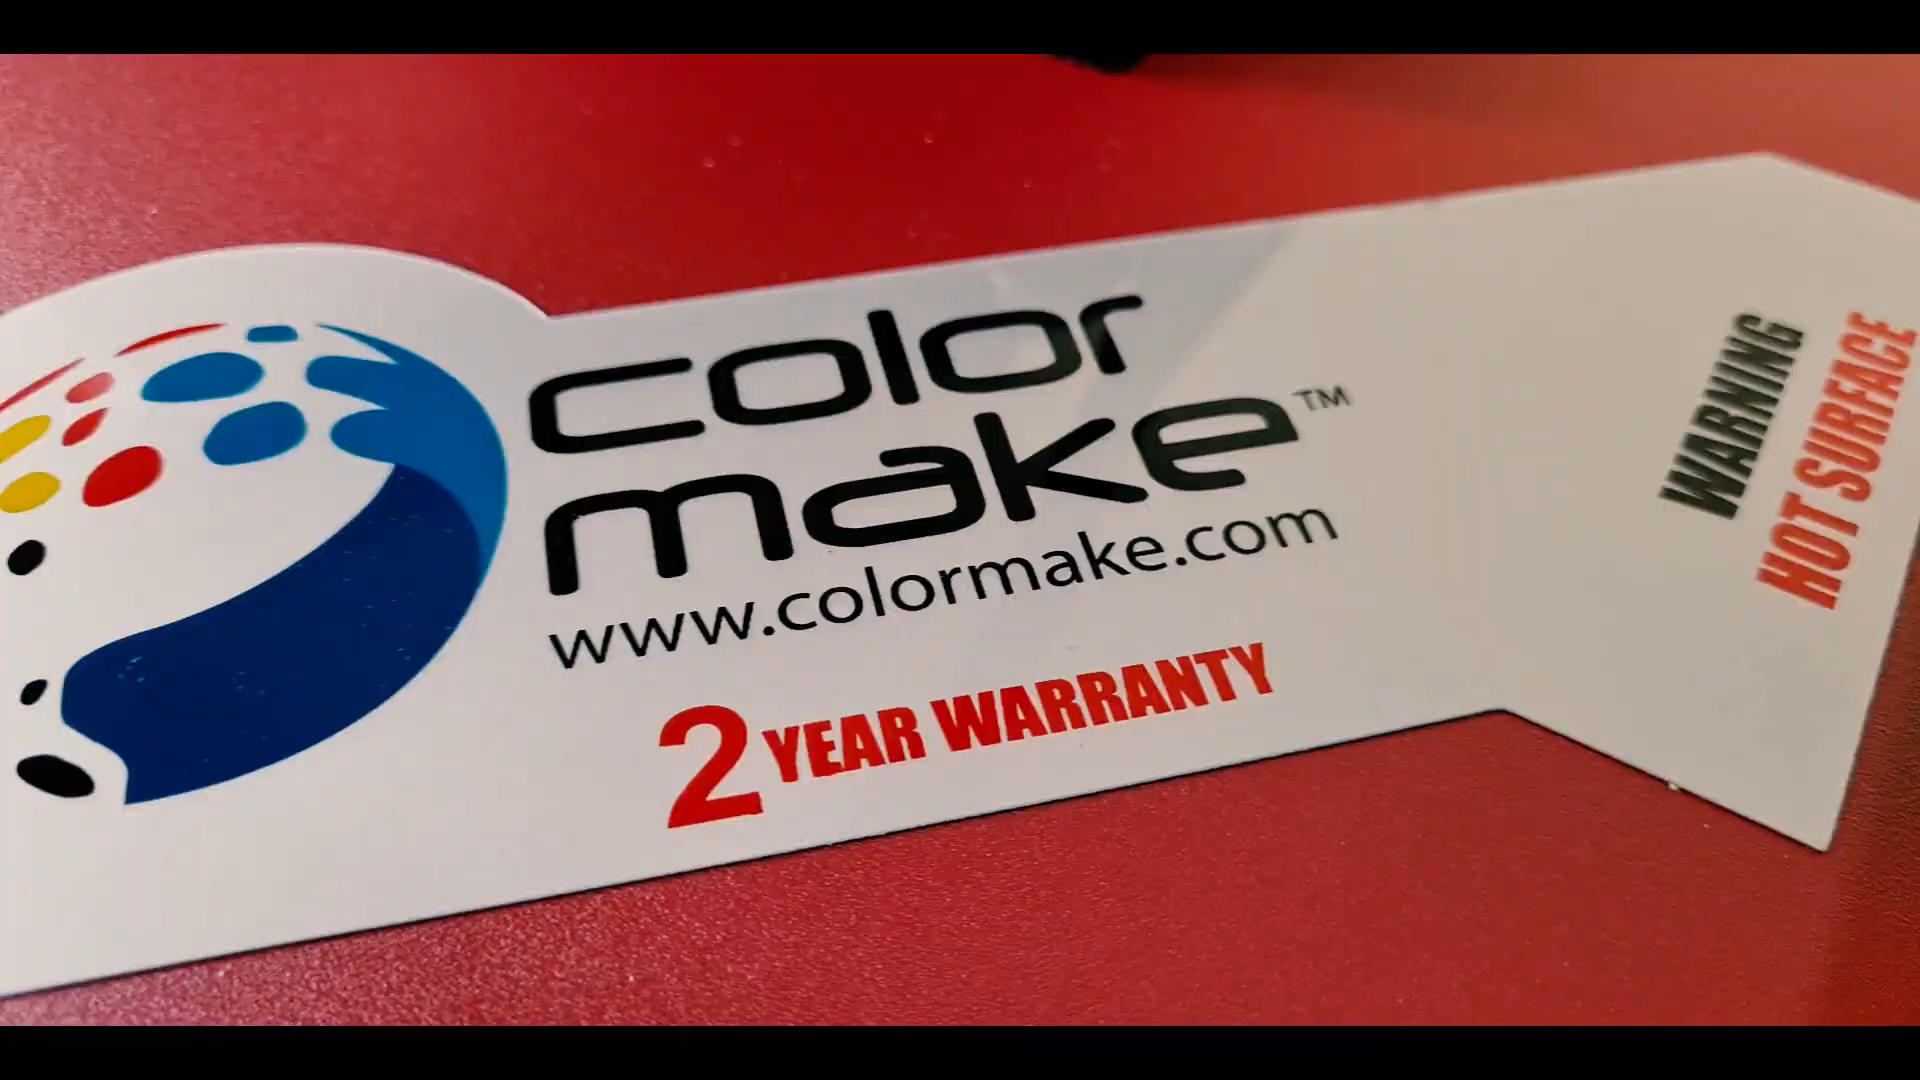 color
make™
www.colormake.com
2 YEAR WARRANTY
WARNING
HOT SURFACE